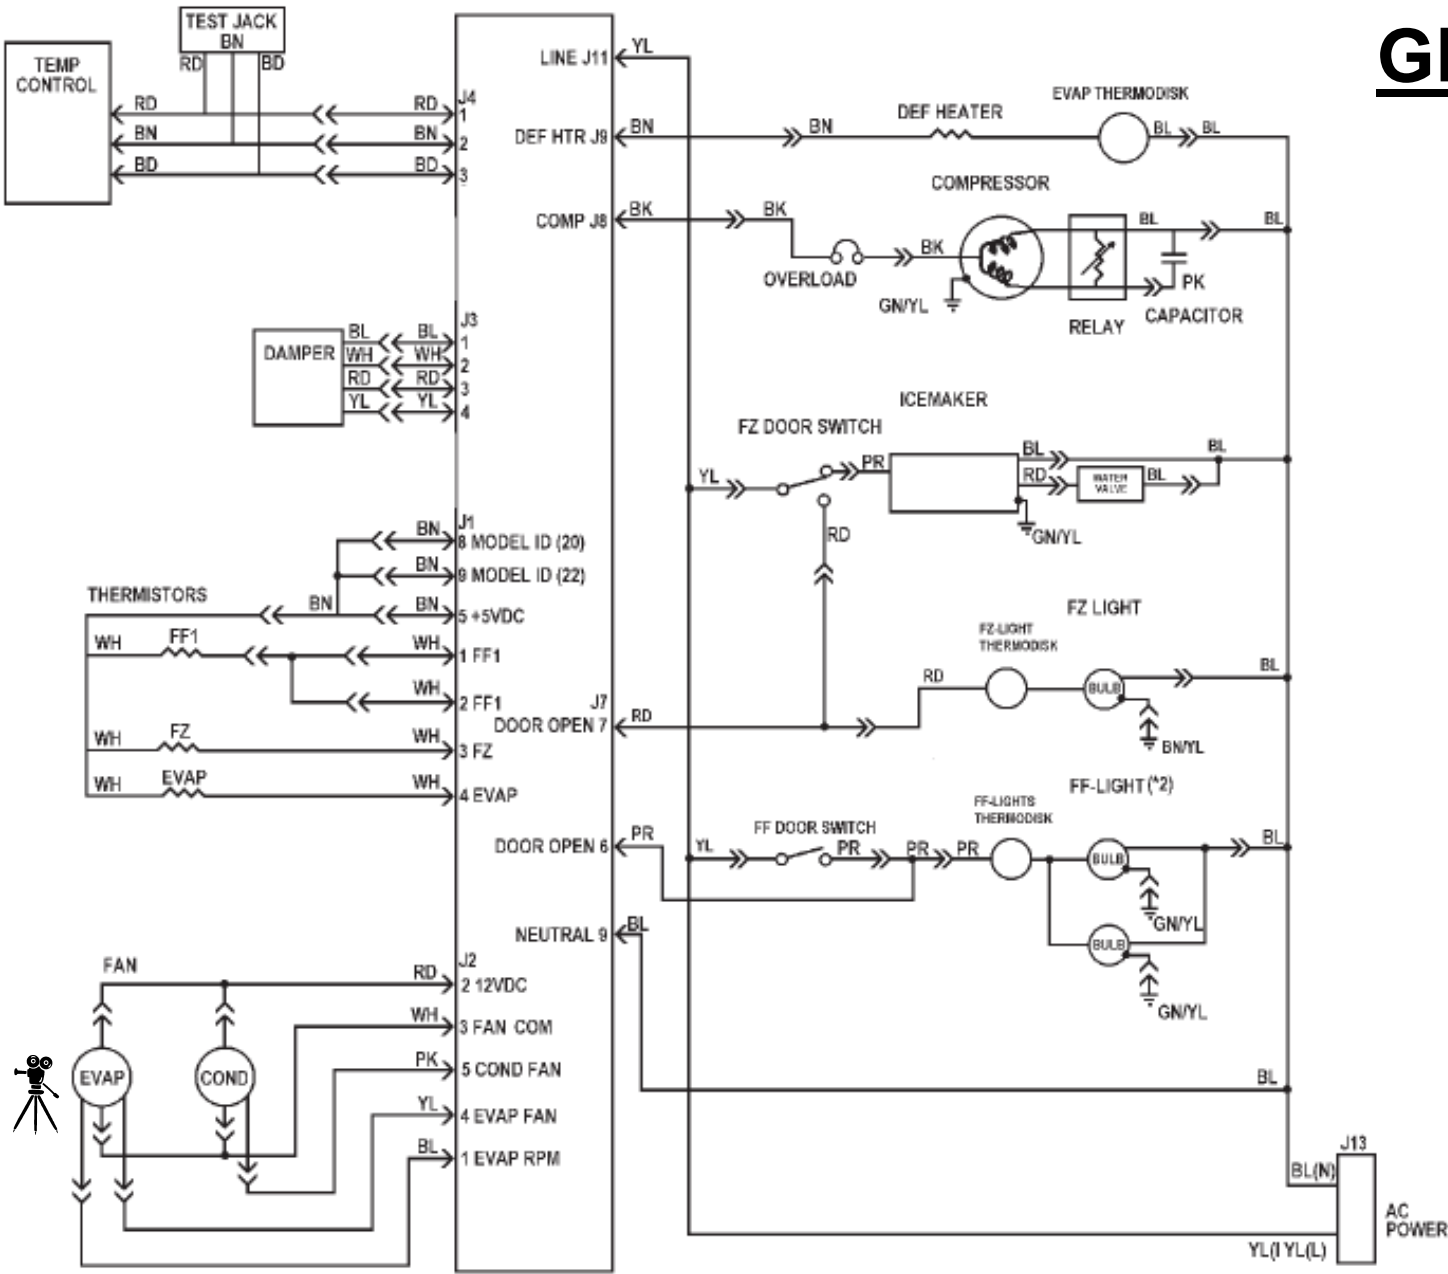 GE
TEST JACK
BN
RD
BD
TEMP
CONTROL
RD
RD
J4
1
BN
BN
2
BD
BD
3
LINE J11
YL
DEF HTR J9
BN
BN
DEF HEATER
EVAP THERMODISK
BL
BL
COMPRESSOR
COMP J8
BK
BK
OVERLOAD
BK
GN/YL
BL
BL
RELAY
PK
CAPACITOR
DAMPER
J3
BL
BL
1
WH
WH
2
RD
RD
3
YL
YL
4
ICEMAKER
FZ DOOR SWITCH
YL
PR
BL
BL
RD
WATER
VALVE
BL
GN/YL
RD
J1
BN
8 MODEL ID (20)
BN
9 MODEL ID (22)
THERMISTORS
BN
BN
5 +5VDC
WH
FF1
WH
1 FF1
WH
2 FF1
WH
FZ
WH
3 FZ
WH
EVAP
WH
4 EVAP
FZ LIGHT
FZ-LIGHT
THERMODISK
RD
BULB
BL
BN/YL
J7
DOOR OPEN 7
RD
FF-LIGHT (*2)
FF-LIGHTS
THERMODISK
DOOR OPEN 6
PR
YL
FF DOOR SWITCH
PR
PR
PR
BULB
BL
GN/YL
BULB
GN/YL
NEUTRAL 9
BL
FAN
J2
RD
2 12VDC
WH
3 FAN COM
PK
5 COND FAN
EVAP
COND
YL
4 EVAP FAN
BL
1 EVAP RPM
BL
J13
BL(N)
AC
POWER
YL(I YL(L)